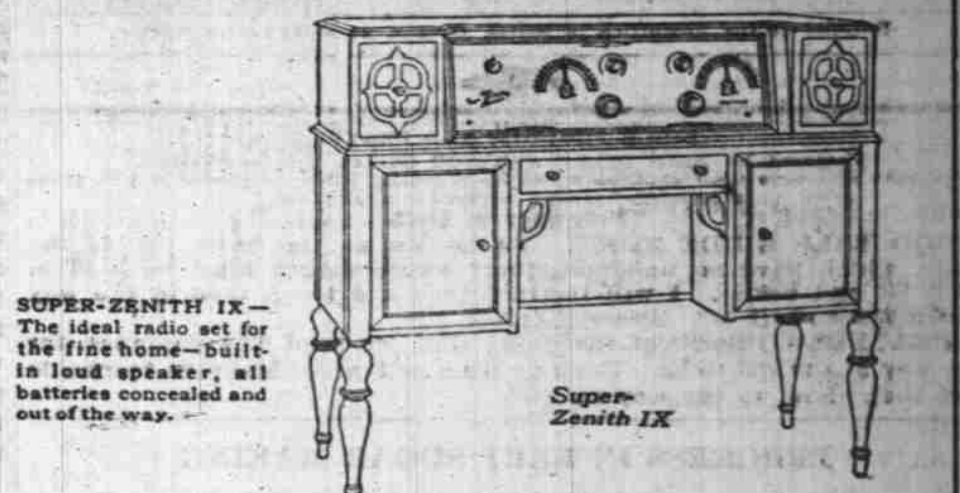 SUPER-ZENITH IX—
The ideal radio set for
the fine home—built-
in loud speaker, all
batteries concealed and
out of the way.
Super-
Zenith IX